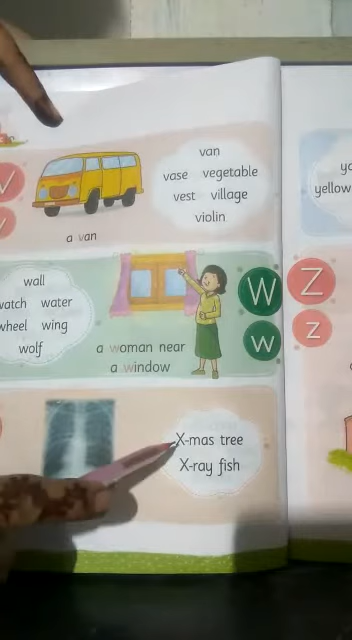 V
v
van
vase vegetable
vest village
violin
a van
wall
watch water
wheel wing
wolf
a woman near
a window
W
w
X-mas tree
X-ray fish
yellow
Z
z